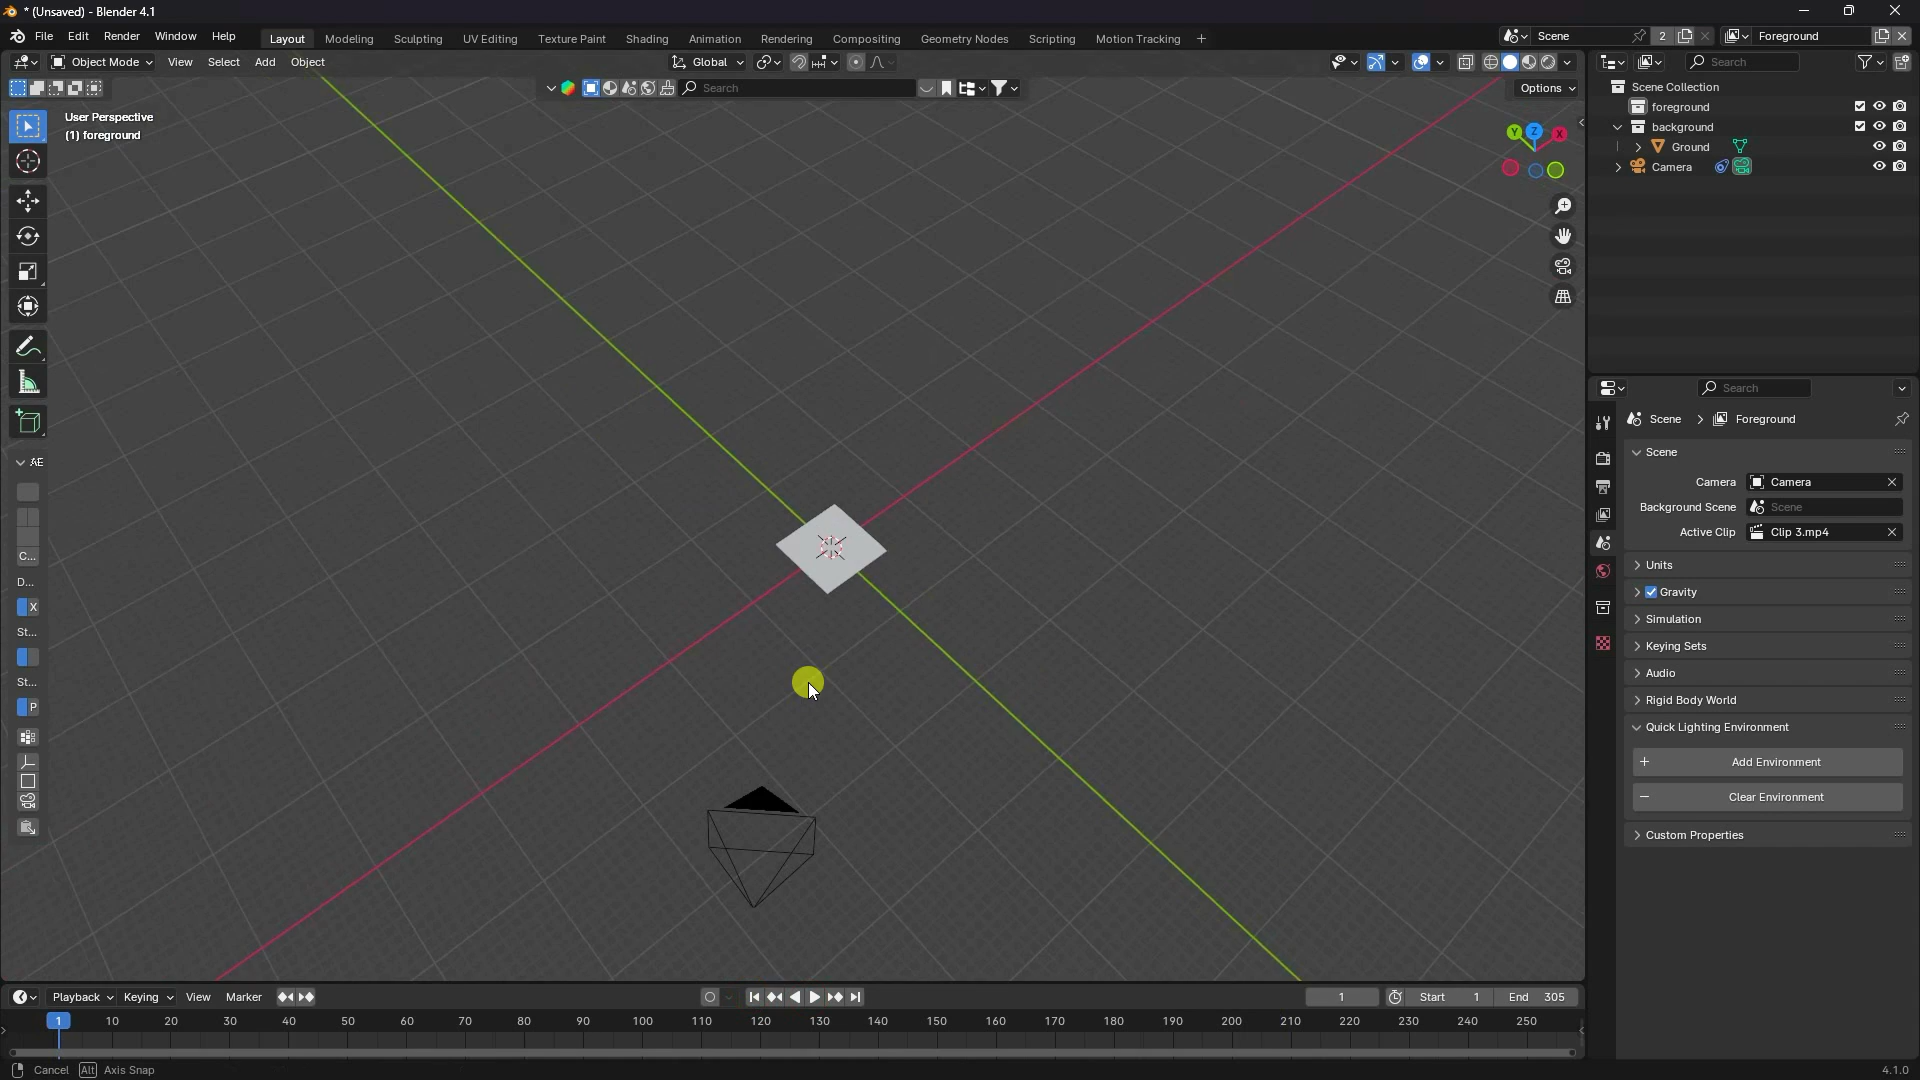 * (Unsaved) - Blender 4.1
File Edit Render Window Help Layout Modeling Sculpting UV Editing Texture Paint Shading Animation Rendering Compositing Geometry Nodes Scripting Motion Tracking + Scene 2 Foreground
Object Mode View Select Add Object Global Search
Search Options
User Perspective
(1) foreground
Y Z X
Scene Collection
foreground
background
Ground
Camera
Search
Scene > Foreground
Scene
Camera Camera
Background Scene Scene
Active Clip Clip 3.mp4
Units
Gravity
Simulation
Keying Sets
Audio
Rigid Body World
Quick Lighting Environment
+ Add Environment
− Clear Environment
Custom Properties
Æ
C...
D...
X
St...
St...
P
Playback Keying View Marker 1 Start 1 End 305
1 10 20 30 40 50 60 70 80 90 100 110 120 130 140 150 160 170 180 190 200 210 220 230 240 250
Cancel Alt Axis Snap 4.1.0